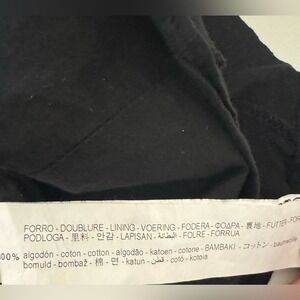 FORRO - DOUBLURE - LINING - VOERING - FODERA - ΦΟΔΡΑ - 裏地 - FUTTER - FOR
PODLOGA - 里料 - 안감 - LAPISAN - البطانة - FOLRE - FORRUA
00% algodón - coton - cotton - algodão - katoen - cotone - BAMBAKI - コットン - baumwolle
bomuld - bombaž - 棉 - 면 - katun - قطن - cotó - kotoia